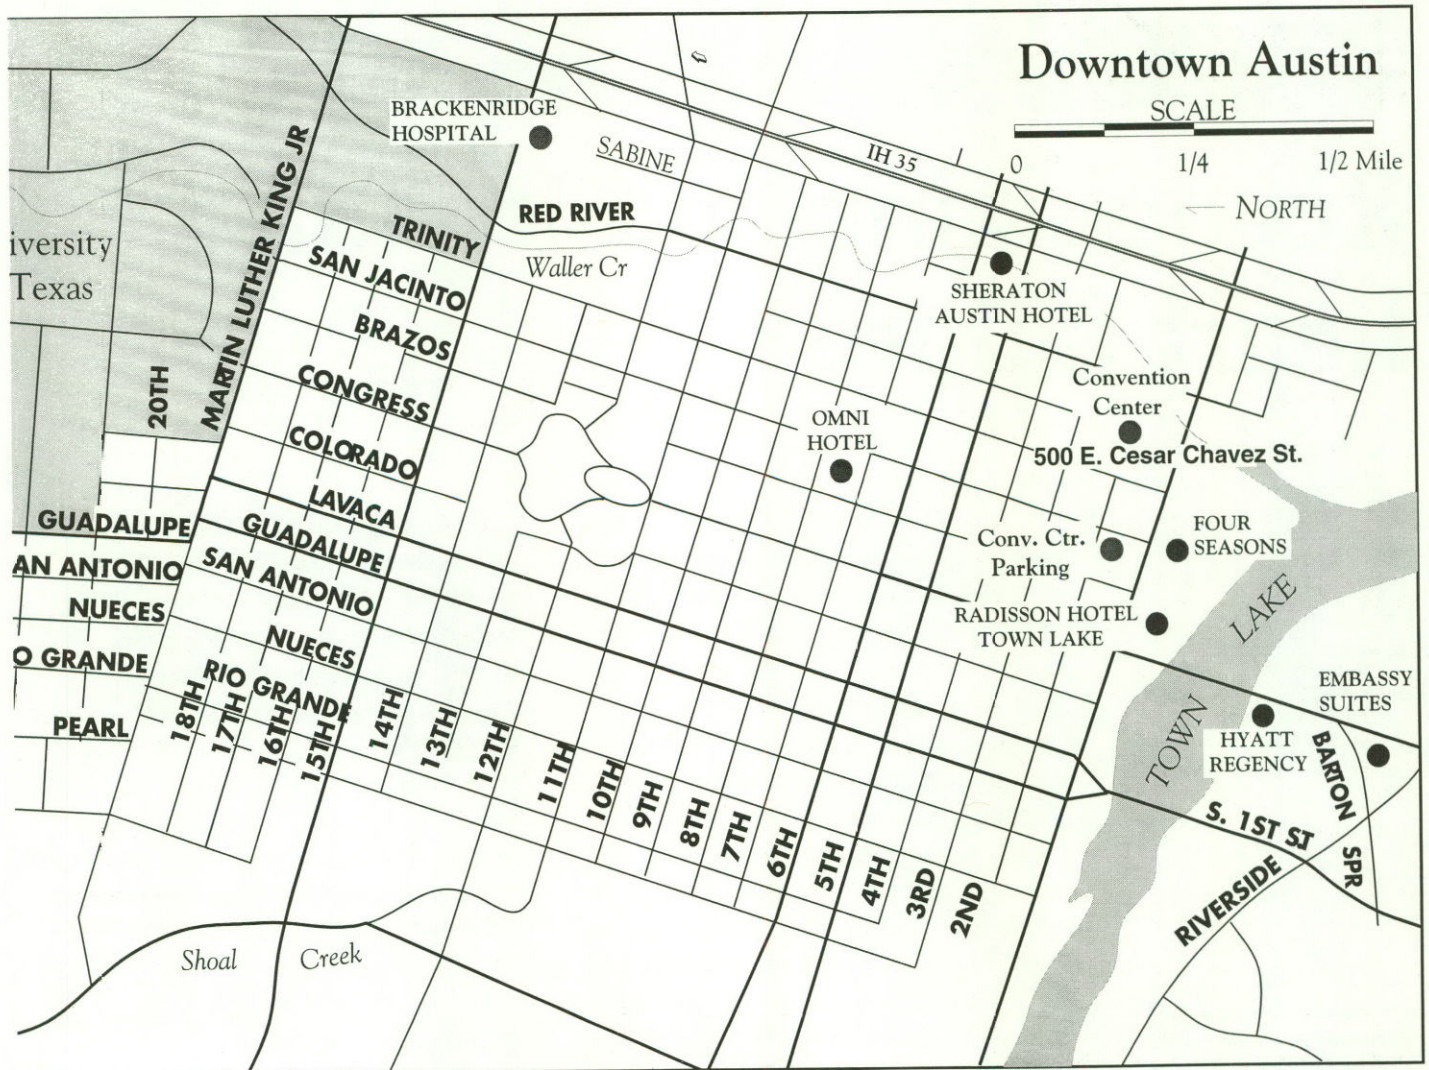 Downtown Austin
SCALE
0 1/4 1/2 Mile
NORTH
BRACKENRIDGE
HOSPITAL
SABINE
IH 35
RED RIVER
Waller Cr
TRINITY
SAN JACINTO
BRAZOS
CONGRESS
COLORADO
LAVACA
GUADALUPE
SAN ANTONIO
NUECES
RIO GRANDE
MARTIN LUTHER KING JR
iversity
Texas
20TH
GUADALUPE
AN ANTONIO
NUECES
O GRANDE
PEARL
18TH
17TH
16TH
15TH
14TH
13TH
12TH
11TH
10TH
9TH
8TH
7TH
6TH
5TH
4TH
3RD
2ND
SHERATON
AUSTIN HOTEL
OMNI
HOTEL
Convention
Center
500 E. Cesar Chavez St.
Conv. Ctr.
Parking
FOUR
SEASONS
RADISSON HOTEL
TOWN LAKE
TOWN LAKE
EMBASSY
SUITES
HYATT
REGENCY
BARTON SPR
S. 1ST ST
RIVERSIDE
Shoal Creek